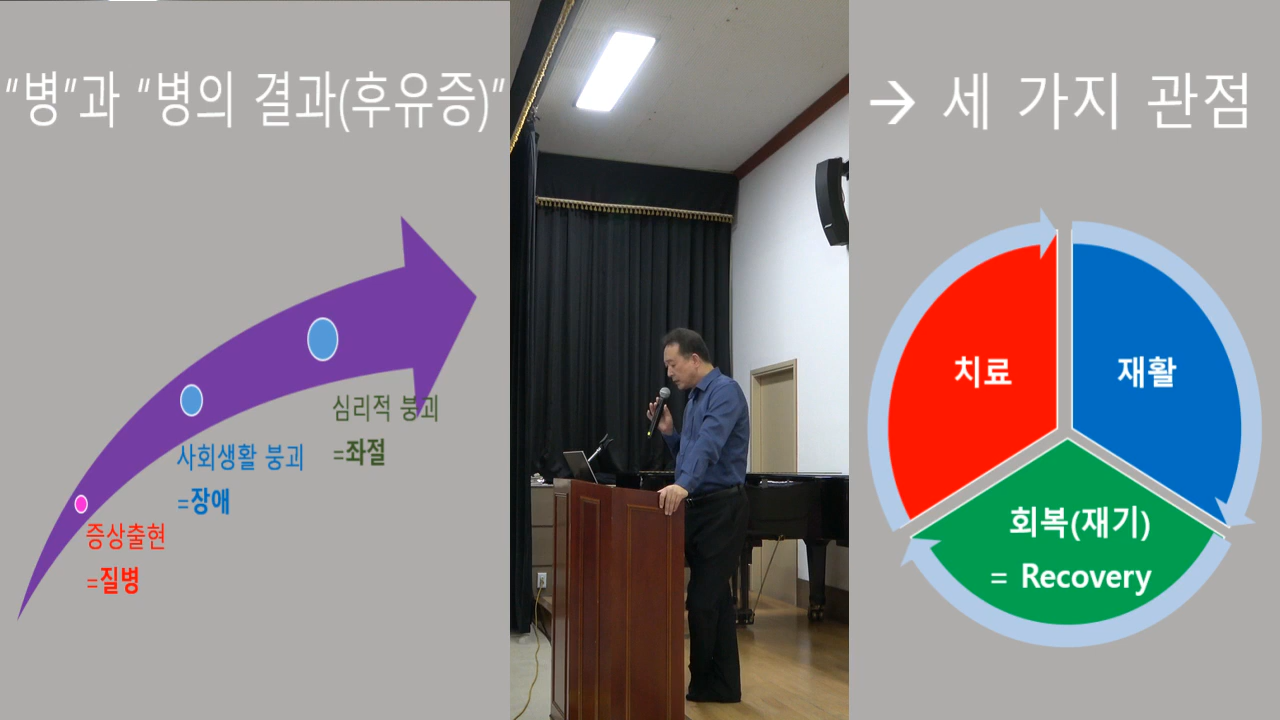 “병”과 “병의 결과(후유증)”
증상출현
=질병
사회생활 붕괴
=장애
심리적 붕괴
=좌절
→ 세 가지 관점
치료
재활
회복(재기)
= Recovery